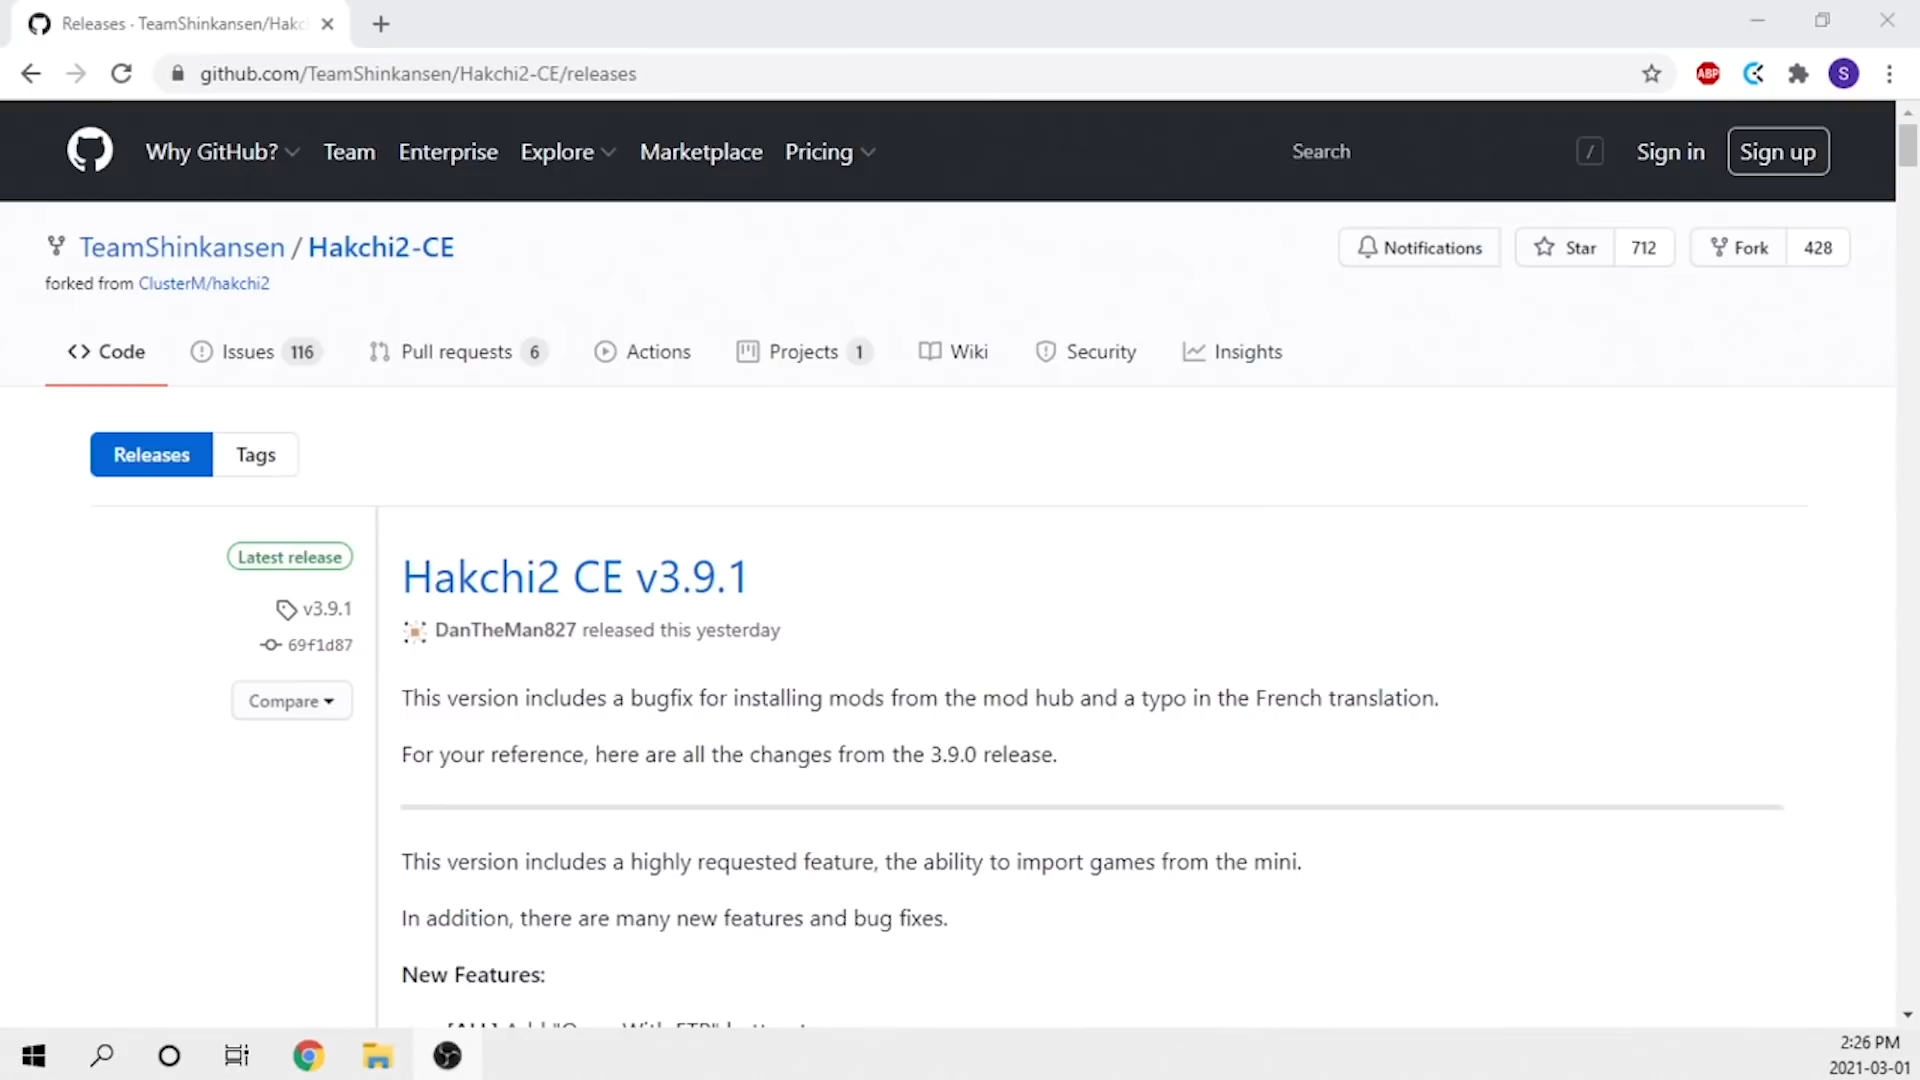 Releases · TeamShinkansen/Hakc
github.com/TeamShinkansen/Hakchi2-CE/releases
ABP
S
Why GitHub? Team Enterprise Explore Marketplace Pricing Search / Sign in Sign up
TeamShinkansen / Hakchi2-CE
Notifications Star 712 Fork 428
forked from ClusterM/hakchi2
Code Issues 116 Pull requests 6 Actions Projects 1 Wiki Security Insights
Releases Tags
Latest release
v3.9.1
69f1d87
Compare
Hakchi2 CE v3.9.1
DanTheMan827 released this yesterday
This version includes a bugfix for installing mods from the mod hub and a typo in the French translation.
For your reference, here are all the changes from the 3.9.0 release.
This version includes a highly requested feature, the ability to import games from the mini.
In addition, there are many new features and bug fixes.
New Features:
2:26 PM
2021-03-01